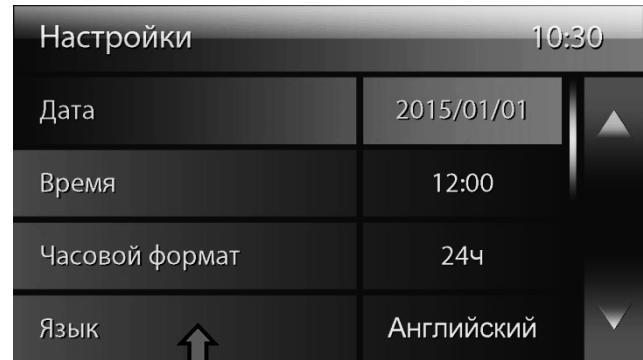 Настройки 10:30
Дата 2015/01/01
Время 12:00
Часовой формат 24ч
Язык Английский